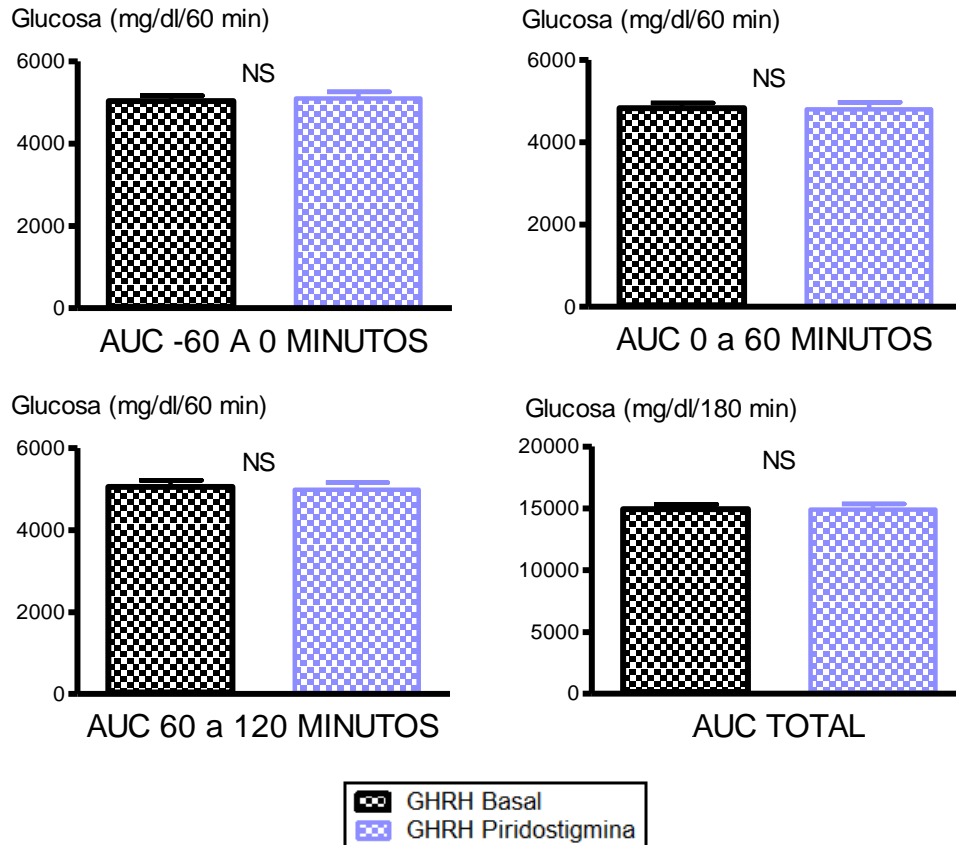 Glucosa (mg/dl/60 min)
6000
4000
2000
0
NS
AUC -60 A 0 MINUTOS
Glucosa (mg/dl/60 min)
6000
4000
2000
0
NS
AUC 0 a 60 MINUTOS
Glucosa (mg/dl/60 min)
6000
4000
2000
0
NS
AUC 60 a 120 MINUTOS
Glucosa (mg/dl/180 min)
20000
15000
10000
5000
0
NS
AUC TOTAL
GHRH Basal
GHRH Piridostigmina